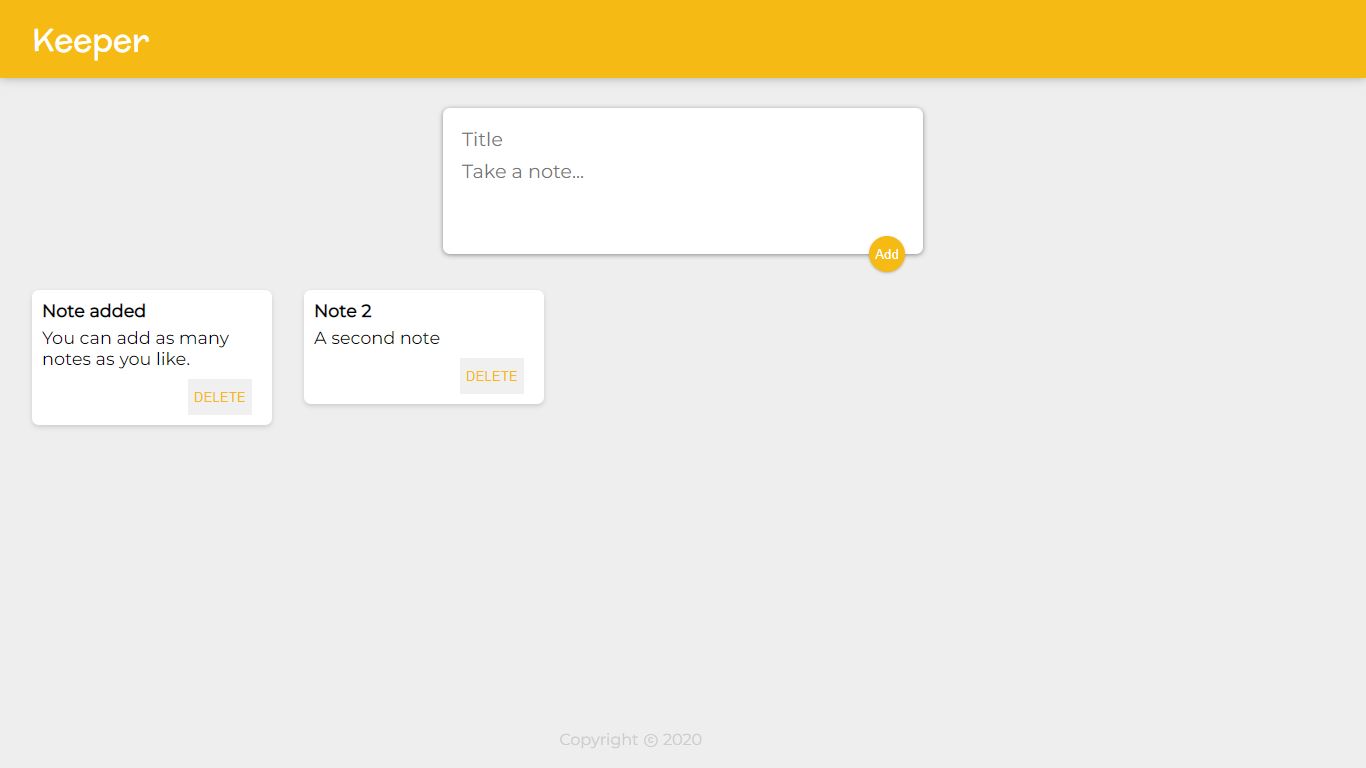 Keeper
Title
Take a note...
Add
Note added
You can add as many
notes as you like.
DELETE
Note 2
A second note
DELETE
Copyright © 2020